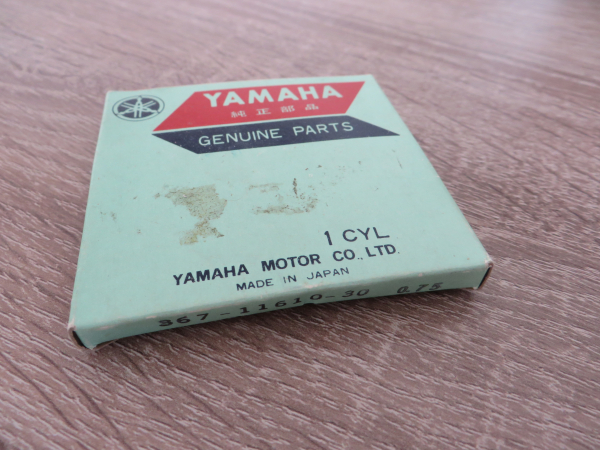 YAMAHA
純正部品
GENUINE PARTS
1 CYL
YAMAHA MOTOR CO., LTD.
MADE IN JAPAN
367-11610-30 0.75